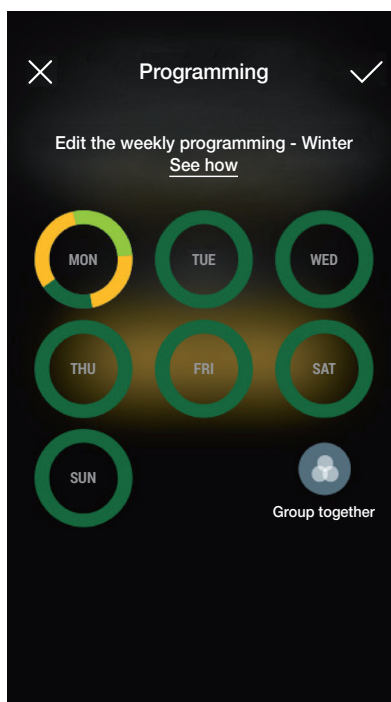 Programming
Edit the weekly programming - Winter
See how
MON
TUE
WED
THU
FRI
SAT
SUN
Group together